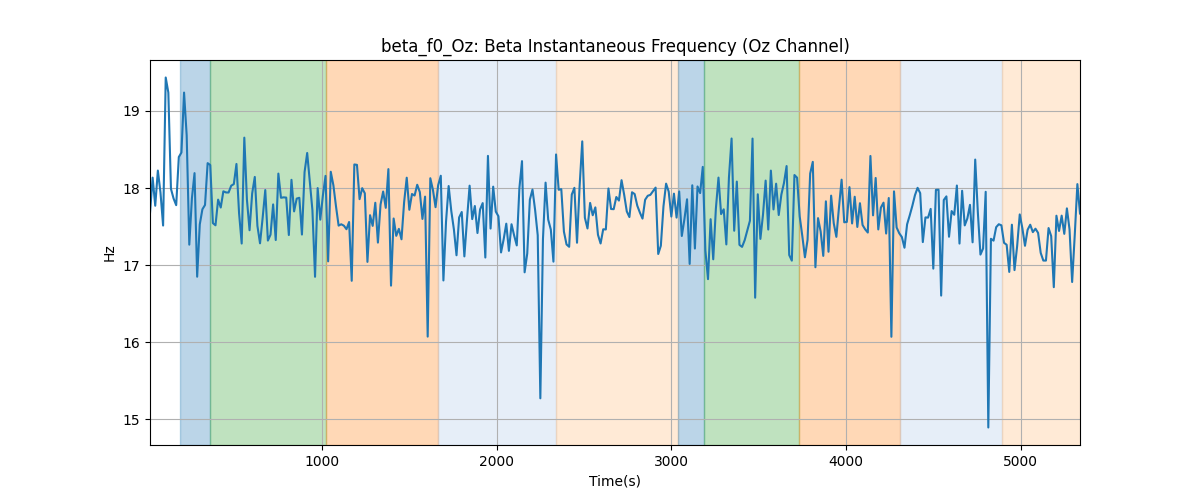 beta_f0_Oz: Beta Instantaneous Frequency (Oz Channel)
19
18
17
16
15
Hz
1000 2000 3000 4000 5000
Time(s)